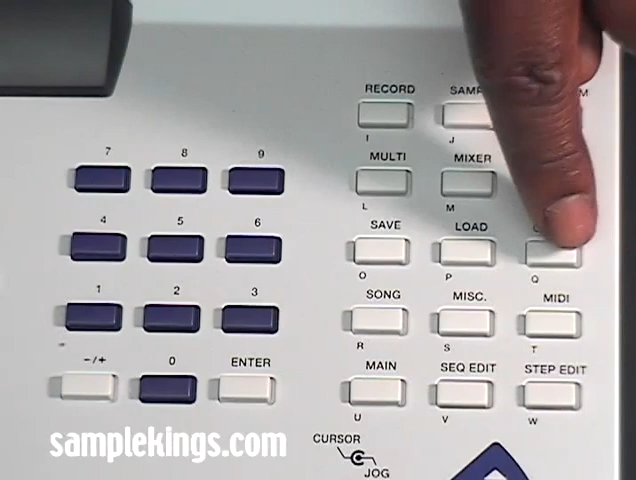 RECORD SAMP M
I J
7 8 9 MULTI MIXER
L M
4 5 6 SAVE LOAD
O P Q
1 2 3 SONG MISC. MIDI
R S T
-/+ 0 ENTER MAIN SEQ EDIT STEP EDIT
U V W
samplekings.com
CURSOR
JOG